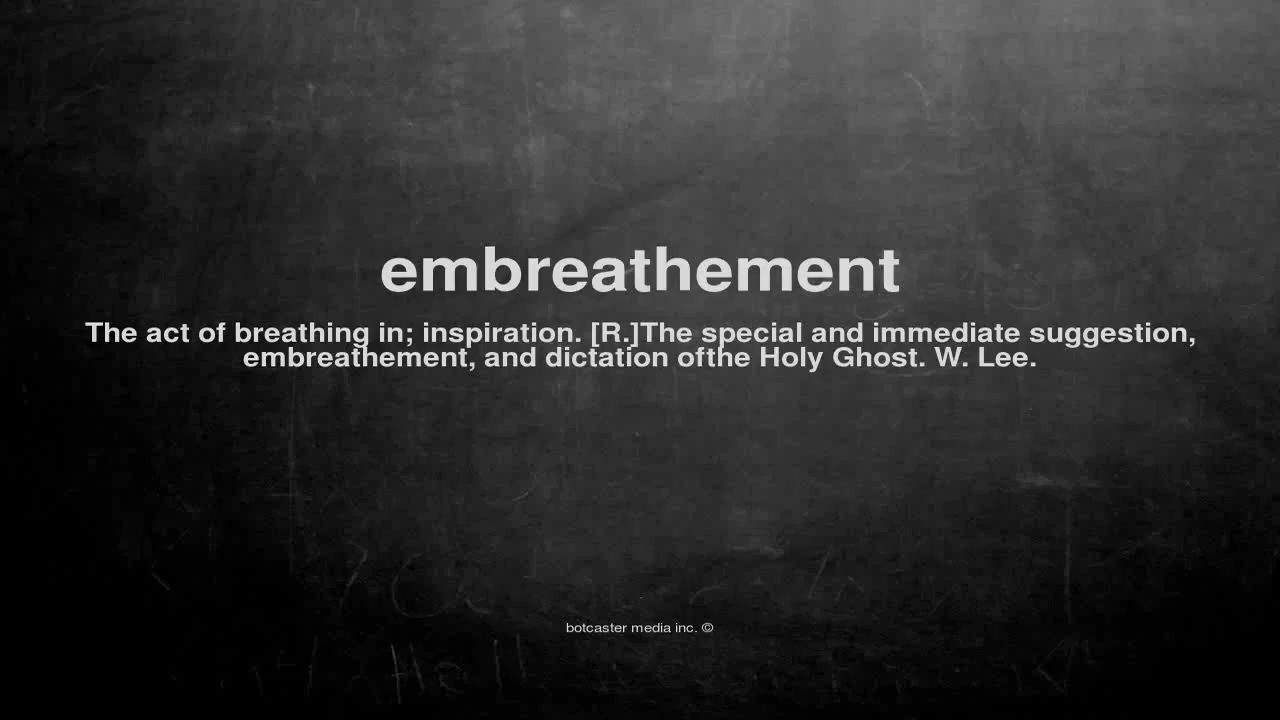 embreathement
The act of breathing in; inspiration. [R.]The special and immediate suggestion,
embreathement, and dictation ofthe Holy Ghost. W. Lee.
botcaster media inc. ©